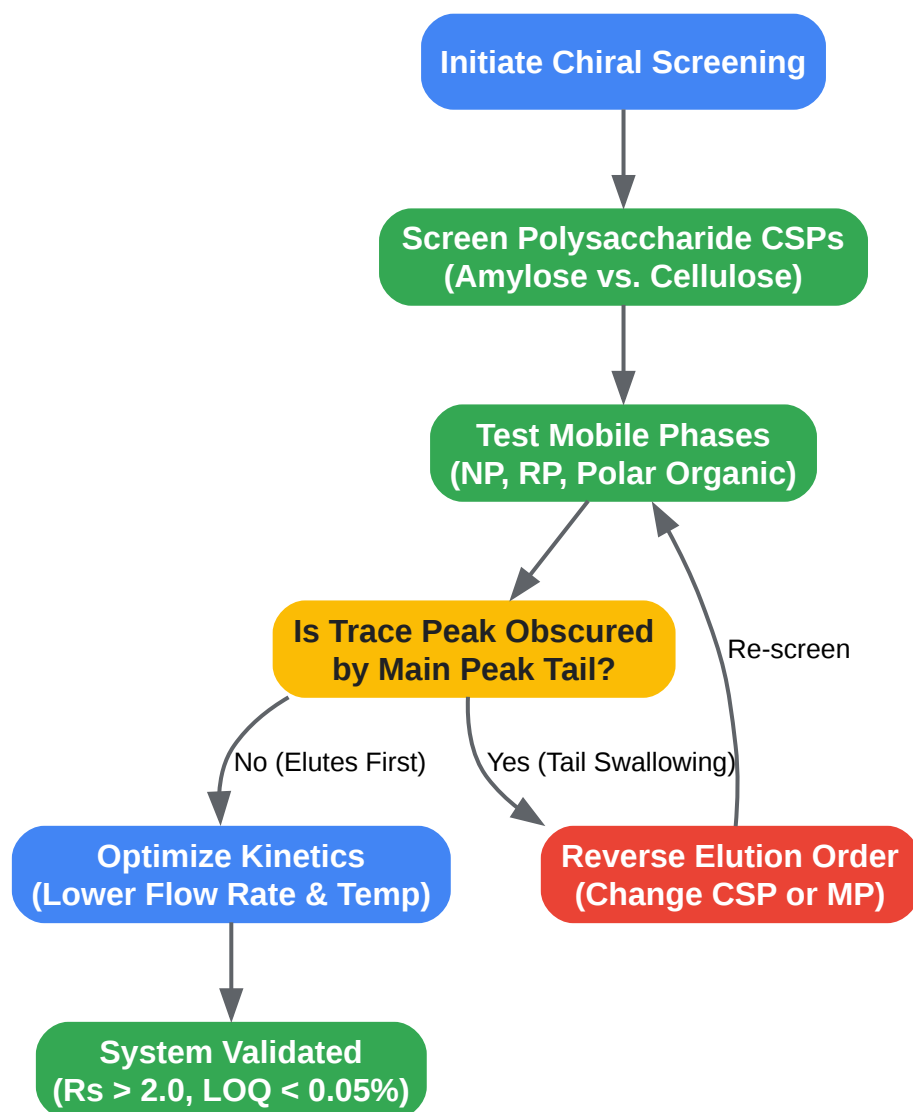 Initiate Chiral Screening
Screen Polysaccharide CSPs
(Amylose vs. Cellulose)
Test Mobile Phases
(NP, RP, Polar Organic)
Is Trace Peak Obscured
by Main Peak Tail?
Re-screen
No (Elutes First)
Yes (Tail Swallowing)
Optimize Kinetics
(Lower Flow Rate & Temp)
Reverse Elution Order
(Change CSP or MP)
System Validated
(Rs > 2.0, LOQ < 0.05%)